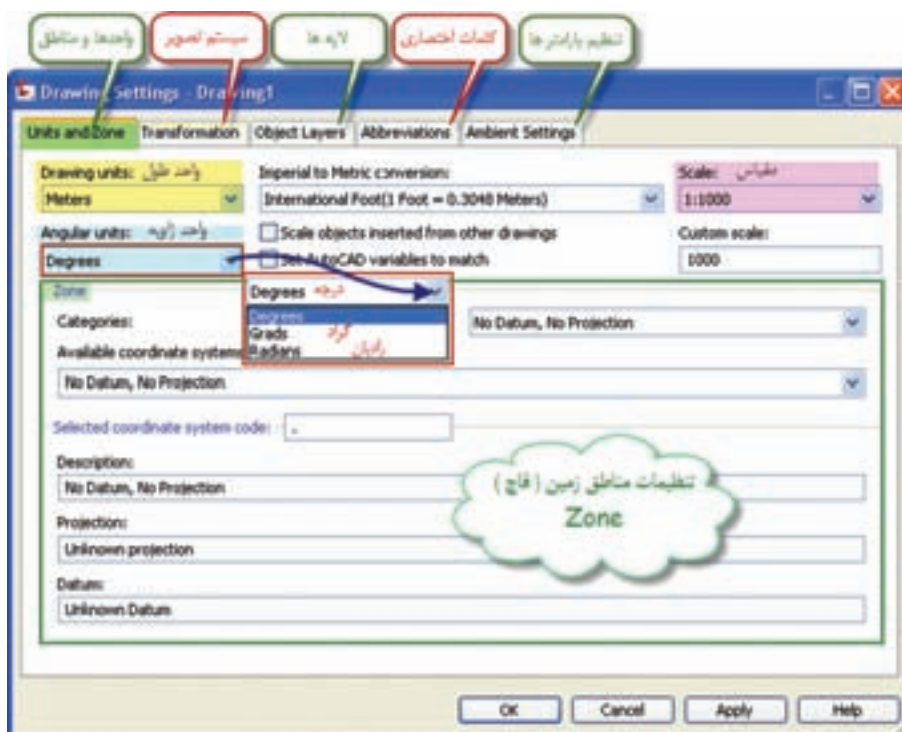 واحدها و مناطق
سیستم تصویر
لایه ها
کلمات اختصاری
تنظیم پارامتر ها
Drawing Settings - Drawing1
Units and Zone Transformation Object Layers Abbreviations Ambient Settings
Drawing units: واحد طول
Imperial to Metric conversion:
Scale: مقیاس
Meters
International Foot(1 Foot = 0.3048 Meters)
1:1000
Angular units: واحد زاویه
Scale objects inserted from other drawings
Custom scale:
Degrees
Set AutoCAD variables to match
1000
Zone
Degrees درجه
Degrees
Grads گراد
Radians رادیان
Categories:
No Datum, No Projection
Available coordinate systems
No Datum, No Projection
Selected coordinate system code: .
Description:
No Datum, No Projection
تنظیمات مناطق زمین ( قاچ )
Zone
Projection:
Unknown projection
Datum:
Unknown Datum
OK Cancel Apply Help